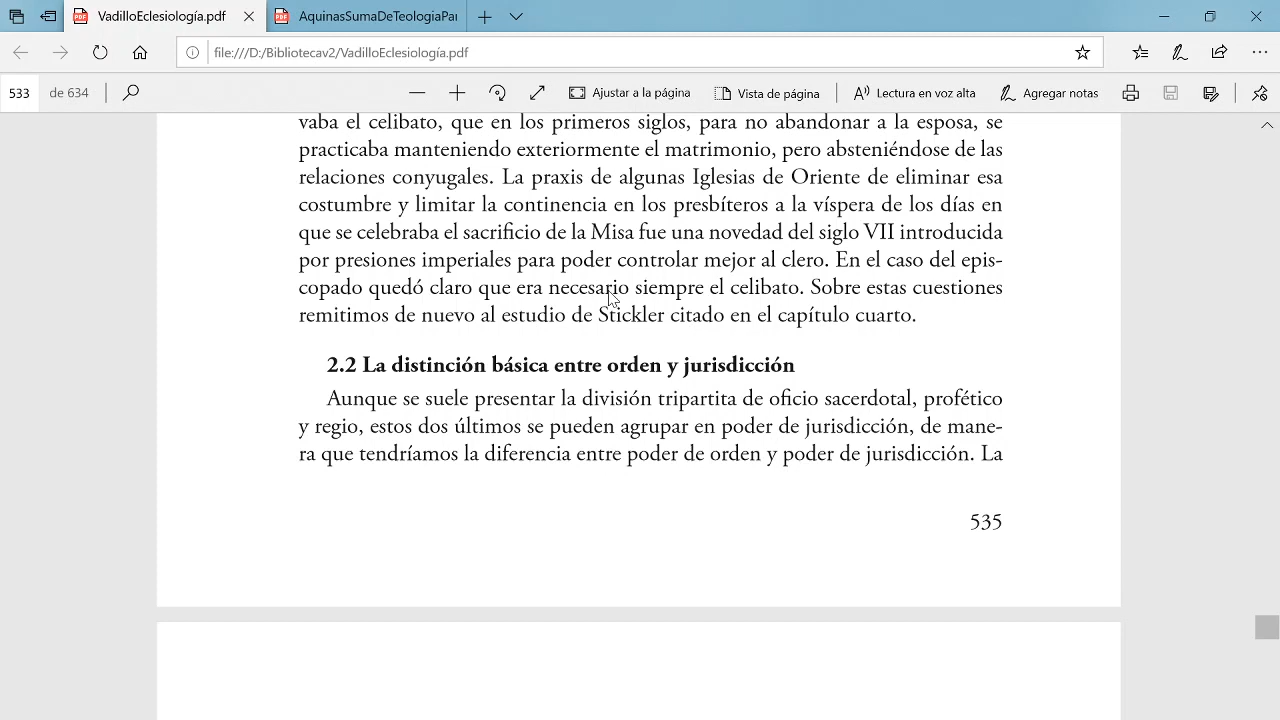 VadilloEclesiología.pdf
AquinasSumaDeTeologíaPar
file:///D:/Bibliotecav2/VadilloEclesiología.pdf
533 de 634
Ajustar a la página
Vista de página
Lectura en voz alta
Agregar notas
vaba el celibato, que en los primeros siglos, para no abandonar a la esposa, se
practicaba manteniendo exteriormente el matrimonio, pero absteniéndose de las
relaciones conyugales. La praxis de algunas Iglesias de Oriente de eliminar esa
costumbre y limitar la continencia en los presbíteros a la víspera de los días en
que se celebraba el sacrificio de la Misa fue una novedad del siglo VII introducida
por presiones imperiales para poder controlar mejor al clero. En el caso del epis-
copado quedó claro que era necesario siempre el celibato. Sobre estas cuestiones
remitimos de nuevo al estudio de Stickler citado en el capítulo cuarto.
2.2 La distinción básica entre orden y jurisdicción
Aunque se suele presentar la división tripartita de oficio sacerdotal, profético
y regio, estos dos últimos se pueden agrupar en poder de jurisdicción, de mane-
ra que tendríamos la diferencia entre poder de orden y poder de jurisdicción. La
535